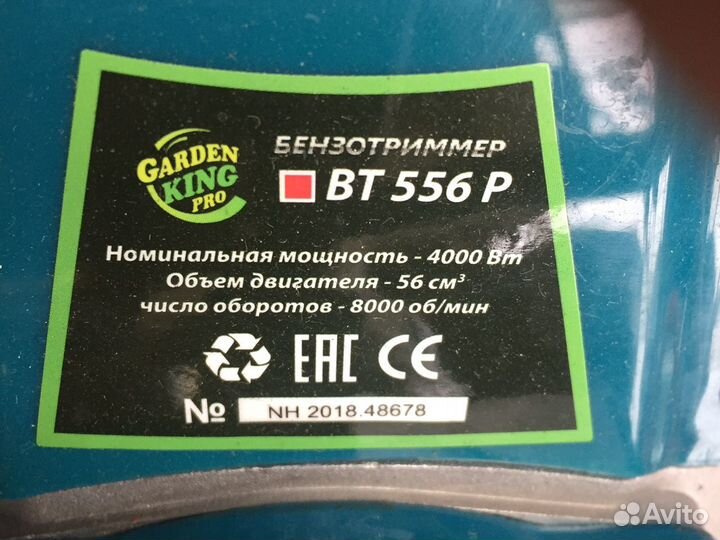 GARDEN
KING
PRO
БЕНЗОТРИММЕР
BT 556 P
Номинальная мощность - 4000 Вт
Объем двигателя - 56 см³
число оборотов - 8000 об/мин
EAC CE
№ NH 2018.48678
Avito